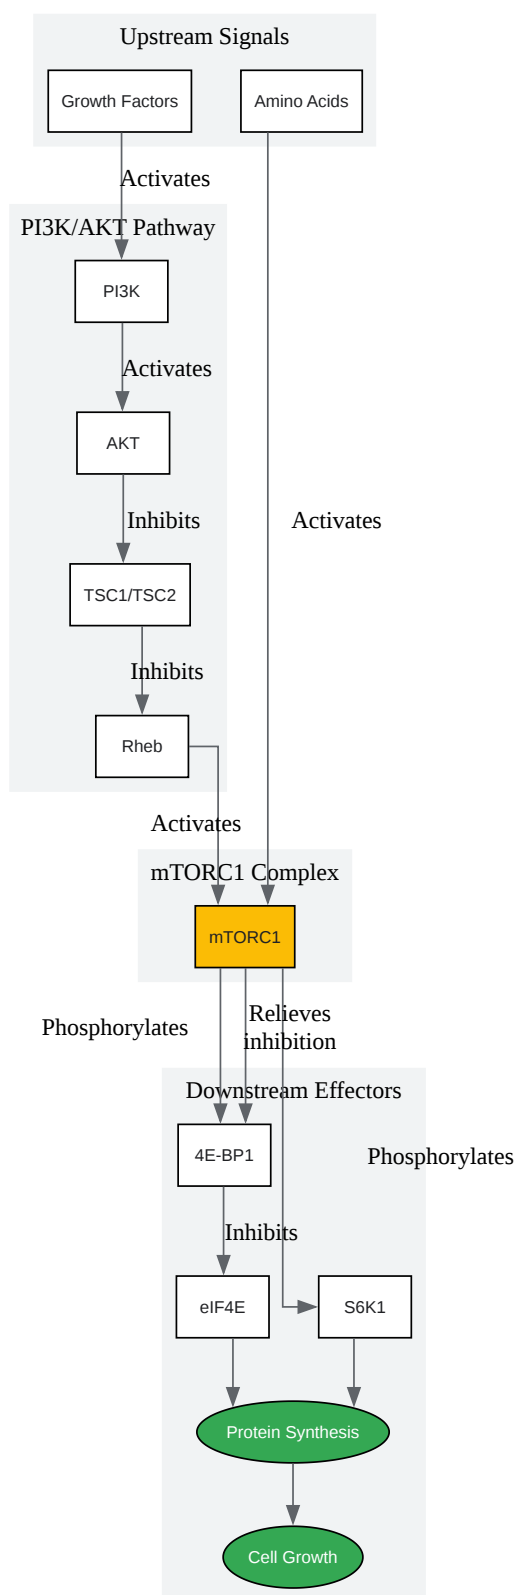 Upstream Signals
Growth Factors
Amino Acids
Activates
PI3K/AKT Pathway
PI3K
Activates
AKT
Inhibits
Activates
TSC1/TSC2
Inhibits
Rheb
Activates
mTORC1 Complex
mTORC1
Phosphorylates
Relieves
inhibition
Downstream Effectors
4E-BP1
Phosphorylates
Inhibits
eIF4E
S6K1
Protein Synthesis
Cell Growth